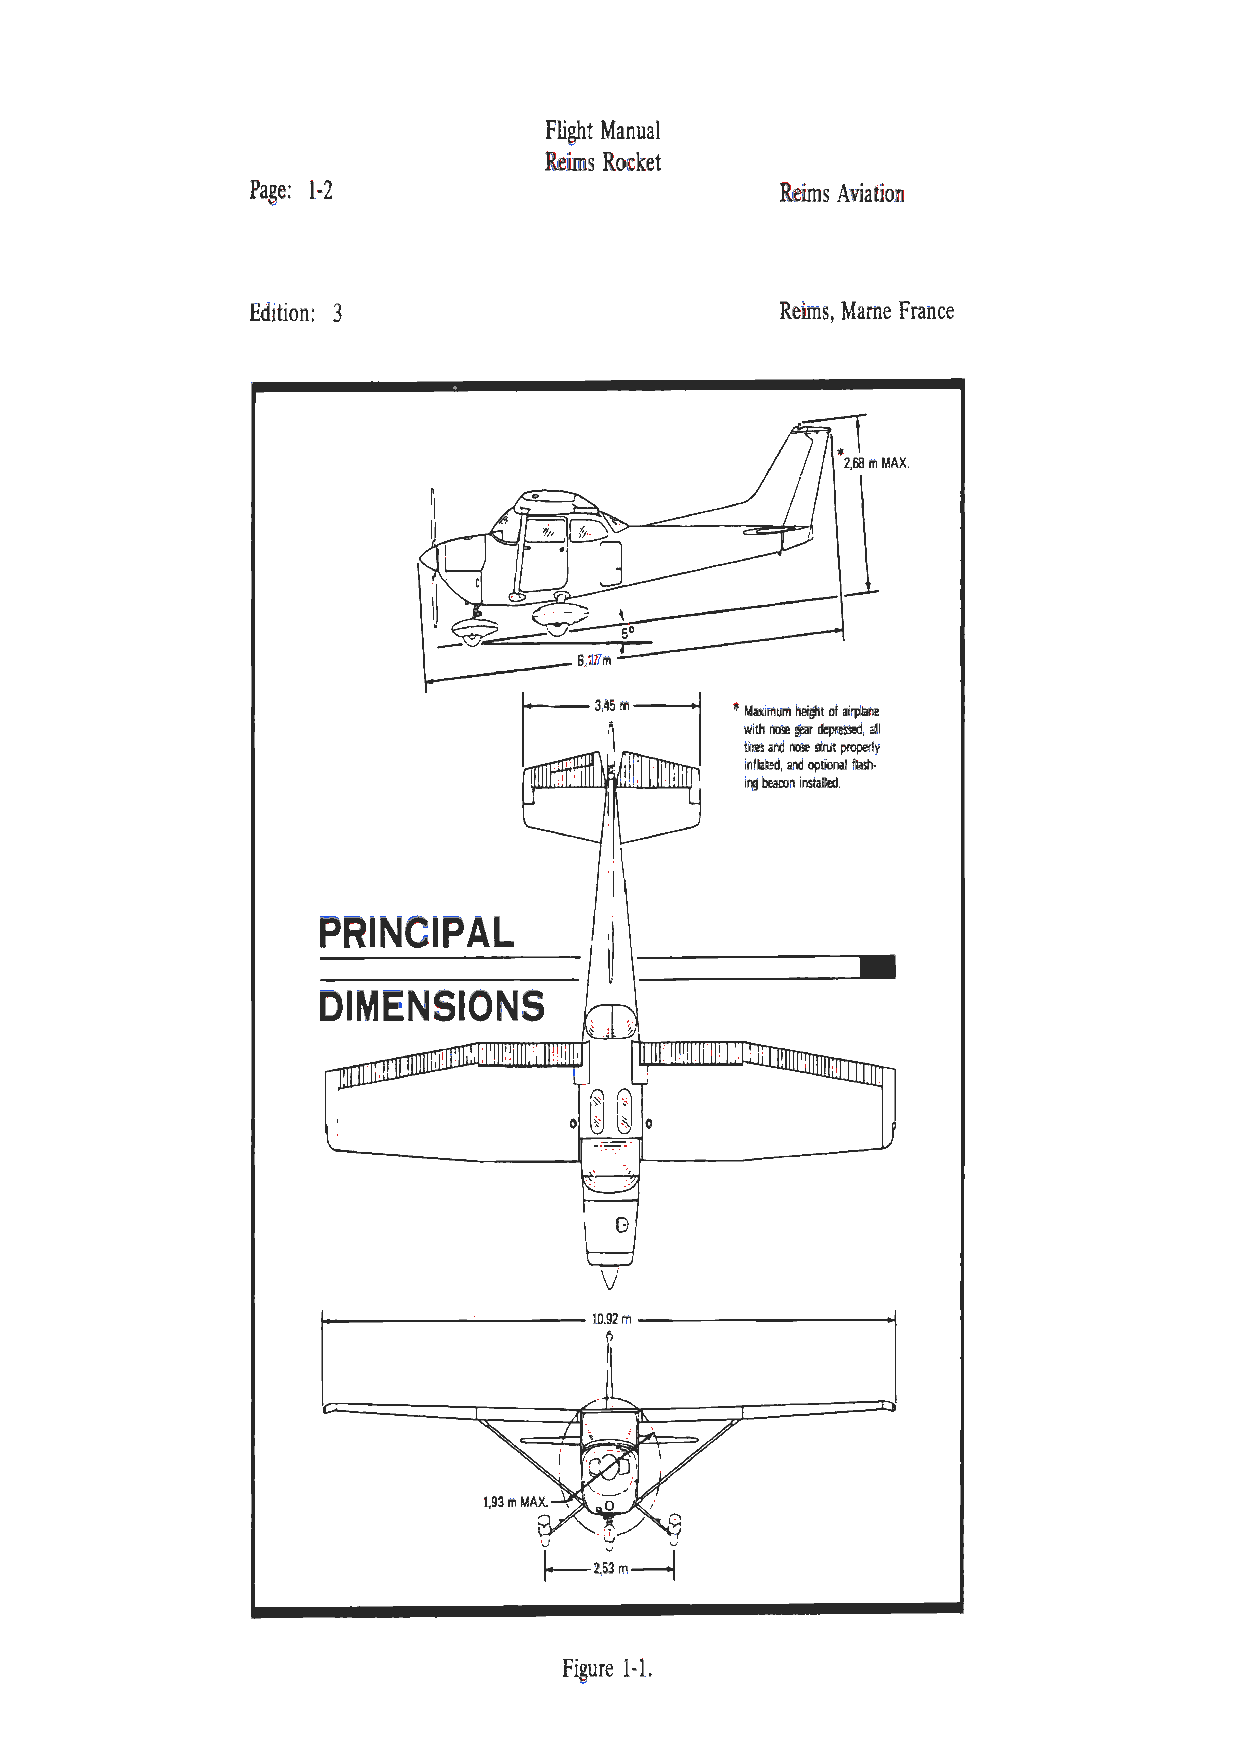 Flight Manual
Reims Rocket
Page: 1-2
Reims Aviation
Edition: 3
Reims, Marne France
* 2,68 m MAX.
5°
8,17 m
3,45 m
* Maximum height of airplane
with nose gear depressed, all
tires and nose strut properly
inflated, and optional flash-
ing beacon installed.
PRINCIPAL
DIMENSIONS
10.92 m
1,93 m MAX.
2,53 m
Figure 1-1.